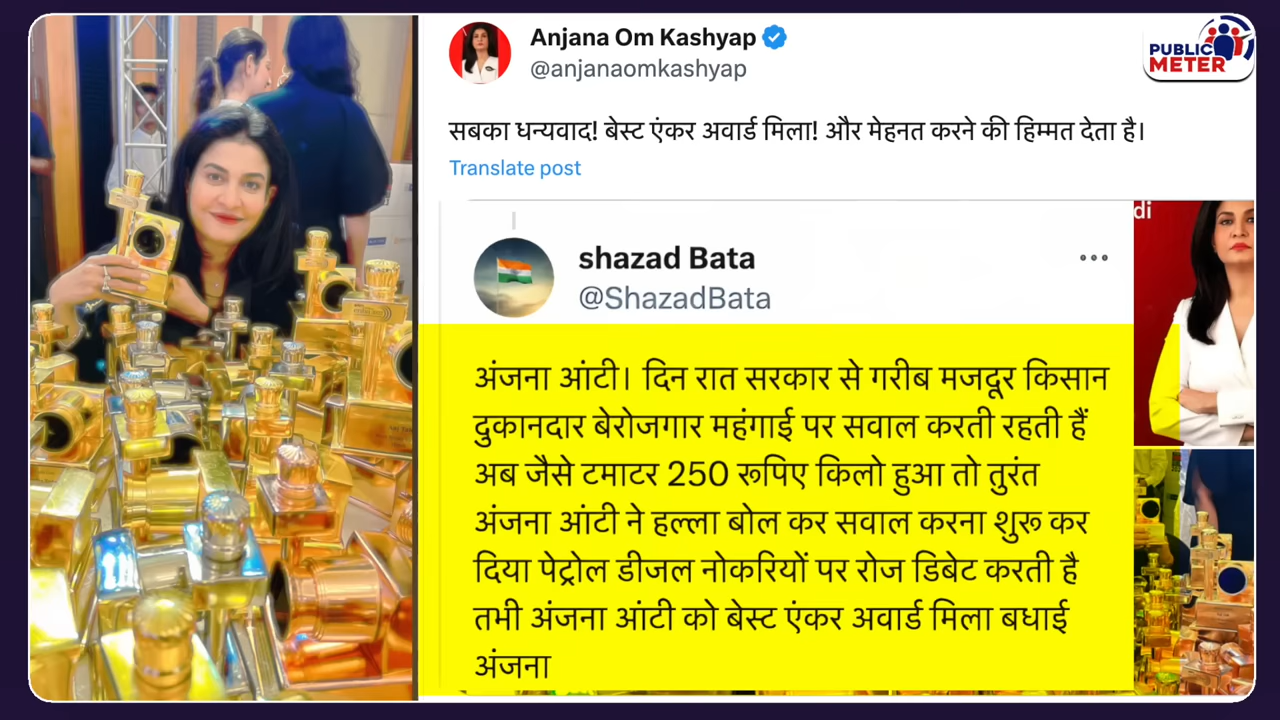 Anjana Om Kashyap
@anjanaomkashyap
PUBLIC
METER
सबका धन्यवाद! बेस्ट एंकर अवार्ड मिला! और मेहनत करने की हिम्मत देता है।
Translate post
di
shazad Bata
@ShazadBata
अंजना आंटी। दिन रात सरकार से गरीब मजदूर किसान
दुकानदार बेरोजगार महंगाई पर सवाल करती रहती हैं
अब जैसे टमाटर 250 रूपिए किलो हुआ तो तुरंत
अंजना आंटी ने हल्ला बोल कर सवाल करना शुरू कर
दिया पेट्रोल डीजल नोकरियों पर रोज डिबेट करती है
तभी अंजना आंटी को बेस्ट एंकर अवार्ड मिला बधाई
अंजना